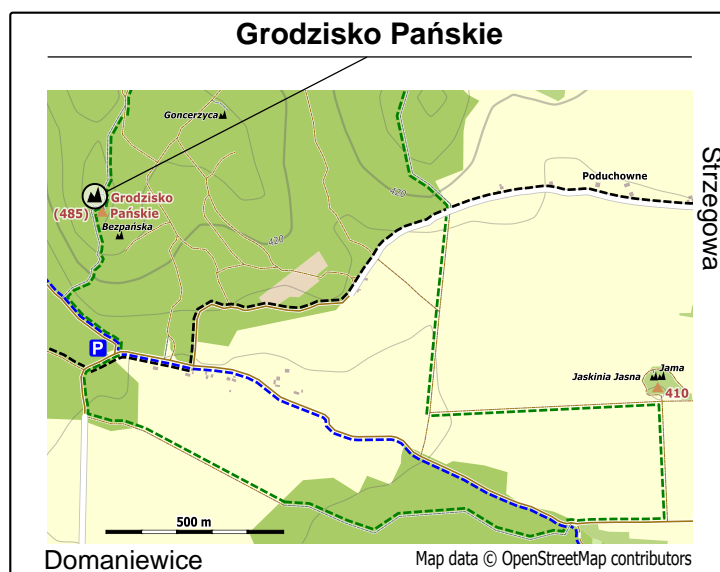 Grodzisko Pańskie
Goncerzyca
Poduchowne
420
Strzegowa
Grodzisko
(485) Pańskie
Bezpańska
420
P
Jama
Jaskinia Jasna
410
500 m
Domaniewice
Map data © OpenStreetMap contributors